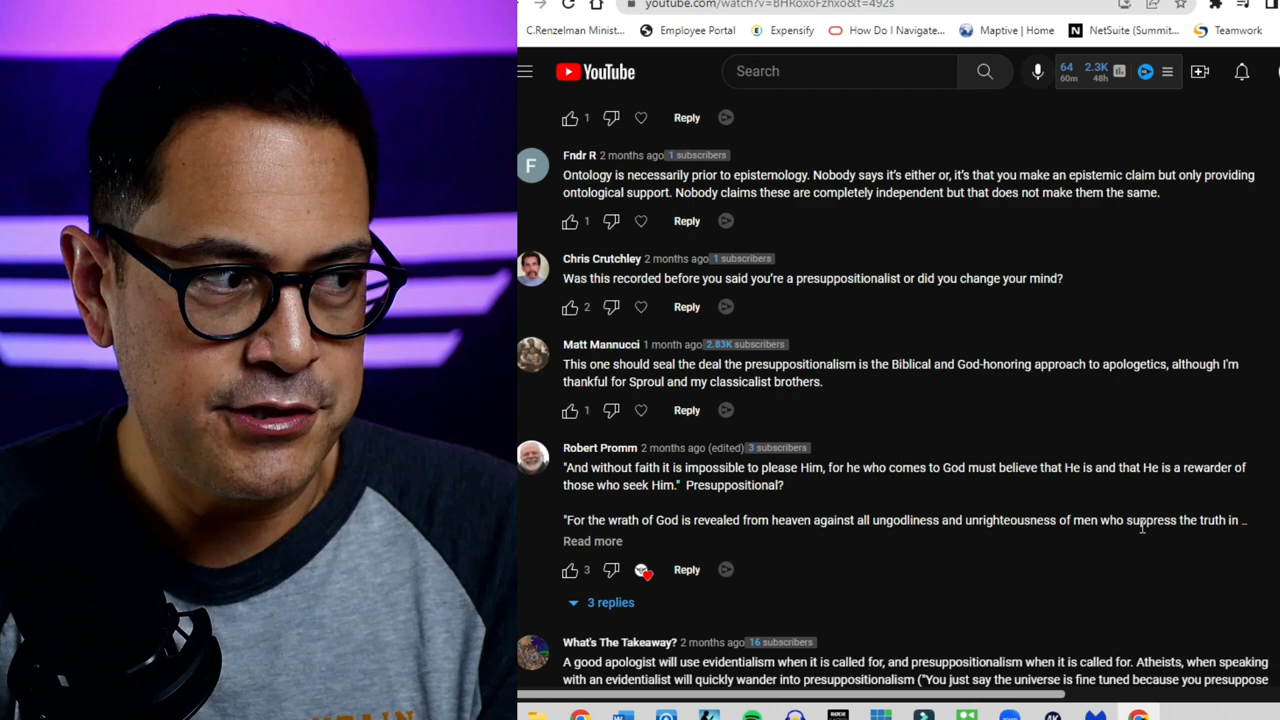 youtube.com/watch?v=BHRoxoFzhxo&t=492s
C.Renzelman Minist... Employee Portal Expensify How Do I Navigate... Maptive | Home NetSuite (Summit... Teamwork
YouTube Search 64 60m 2.3K 48h
1 Reply
F Fndr R 2 months ago 1 subscribers
Ontology is necessarily prior to epistemology. Nobody says it's either or, it's that you make an epistemic claim but only providing
ontological support. Nobody claims these are completely independent but that does not make them the same.
1 Reply
Chris Crutchley 2 months ago 1 subscribers
Was this recorded before you said you're a presuppositionalist or did you change your mind?
2 Reply
Matt Mannucci 1 month ago 2.83K subscribers
This one should seal the deal the presuppositionalism is the Biblical and God-honoring approach to apologetics, although I'm
thankful for Sproul and my classicalist brothers.
1 Reply
Robert Promm 2 months ago (edited) 3 subscribers
"And without faith it is impossible to please Him, for he who comes to God must believe that He is and that He is a rewarder of
those who seek Him." Presuppositional?
"For the wrath of God is revealed from heaven against all ungodliness and unrighteousness of men who suppress the truth in ...
Read more
3 Reply
3 replies
What's The Takeaway? 2 months ago 16 subscribers
A good apologist will use evidentialism when it is called for, and presuppositionalism when it is called for. Atheists, when speaking
with an evidentialist will quickly wander into presuppositionalism ("You just say the universe is fine tuned because you presuppose